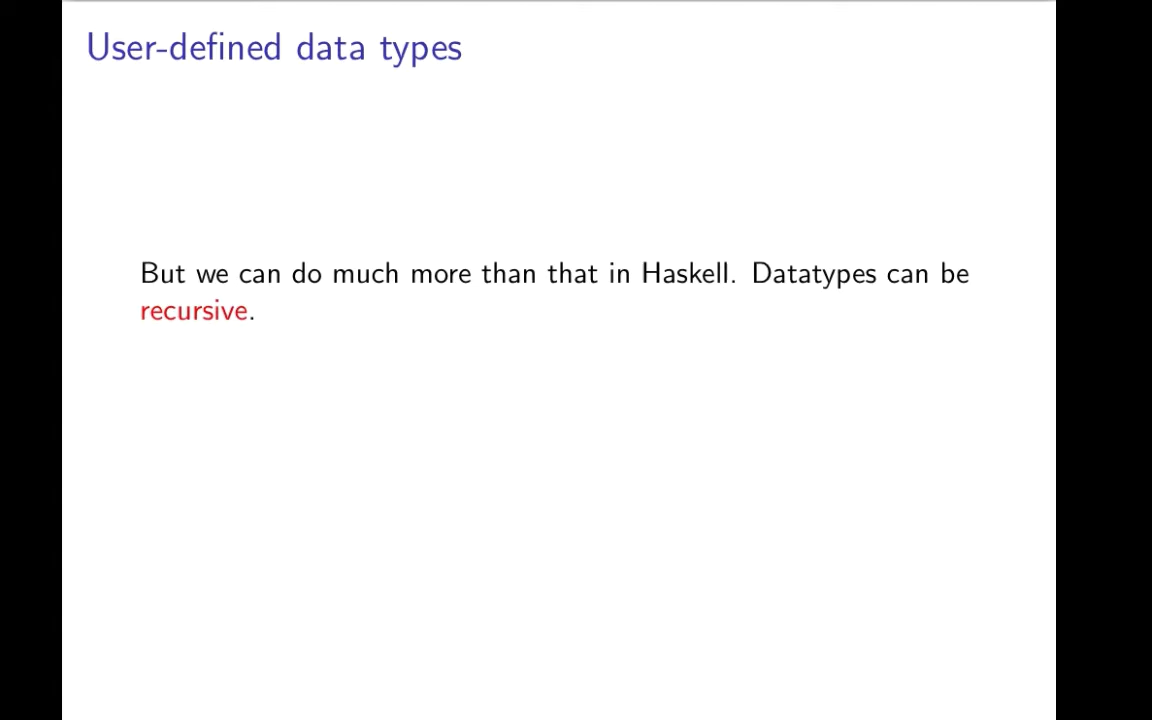 User-defined data types
But we can do much more than that in Haskell. Datatypes can be
recursive.